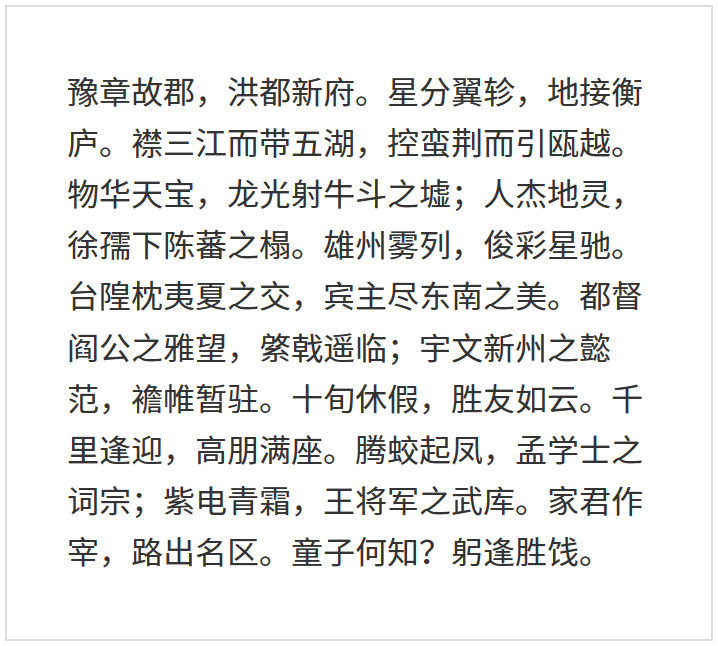 豫章故郡，洪都新府。星分翼轸，地接衡
庐。襟三江而带五湖，控蛮荆而引瓯越。
物华天宝，龙光射牛斗之墟；人杰地灵，
徐孺下陈蕃之榻。雄州雾列，俊彩星驰。
台隍枕夷夏之交，宾主尽东南之美。都督
阎公之雅望，棨戟遥临；宇文新州之懿
范，襜帷暂驻。十旬休假，胜友如云。千
里逢迎，高朋满座。腾蛟起凤，孟学士之
词宗；紫电青霜，王将军之武库。家君作
宰，路出名区。童子何知？躬逢胜饯。